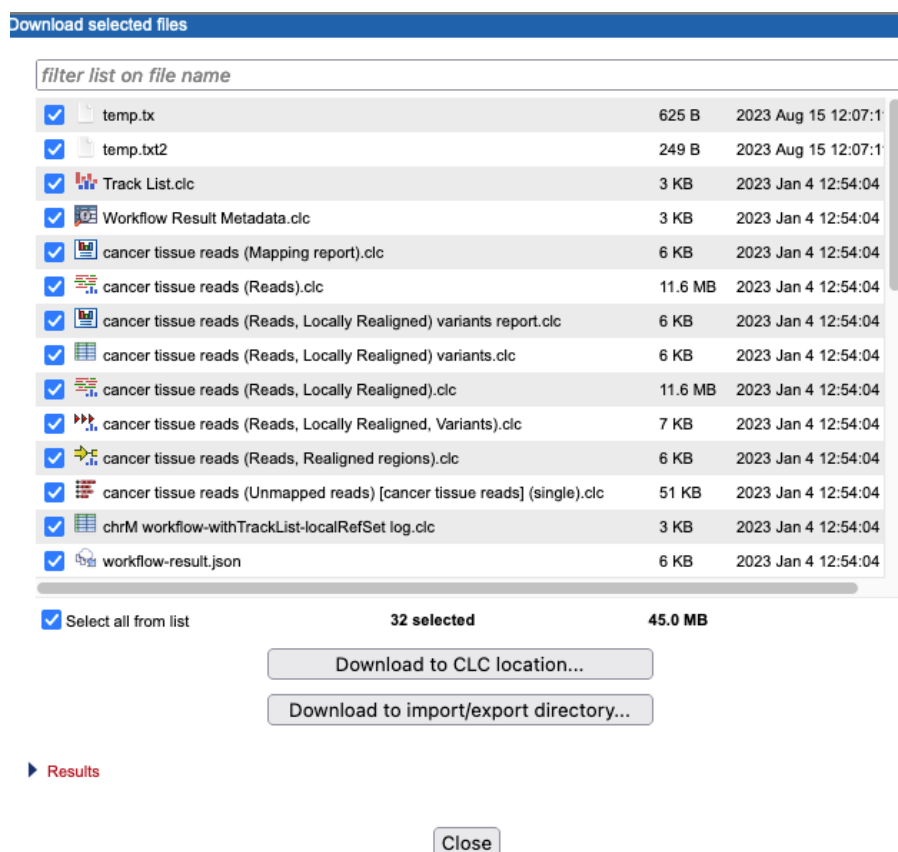 Download selected files
filter list on file name
temp.tx 625 B 2023 Aug 15 12:07:1
temp.txt2 249 B 2023 Aug 15 12:07:1
Track List.clc 3 KB 2023 Jan 4 12:54:04
Workflow Result Metadata.clc 3 KB 2023 Jan 4 12:54:04
cancer tissue reads (Mapping report).clc 6 KB 2023 Jan 4 12:54:04
cancer tissue reads (Reads).clc 11.6 MB 2023 Jan 4 12:54:04
cancer tissue reads (Reads, Locally Realigned) variants report.clc 6 KB 2023 Jan 4 12:54:04
cancer tissue reads (Reads, Locally Realigned) variants.clc 6 KB 2023 Jan 4 12:54:04
cancer tissue reads (Reads, Locally Realigned).clc 11.6 MB 2023 Jan 4 12:54:04
cancer tissue reads (Reads, Locally Realigned, Variants).clc 7 KB 2023 Jan 4 12:54:04
cancer tissue reads (Reads, Realigned regions).clc 6 KB 2023 Jan 4 12:54:04
cancer tissue reads (Unmapped reads) [cancer tissue reads] (single).clc 51 KB 2023 Jan 4 12:54:04
chrM workflow-withTrackList-localRefSet log.clc 3 KB 2023 Jan 4 12:54:04
workflow-result.json 6 KB 2023 Jan 4 12:54:04
Select all from list 32 selected 45.0 MB
Download to CLC location...
Download to import/export directory...
Results
Close